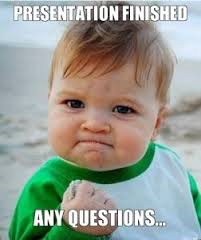 PRESENTATION FINISHED
ANY QUESTIONS...